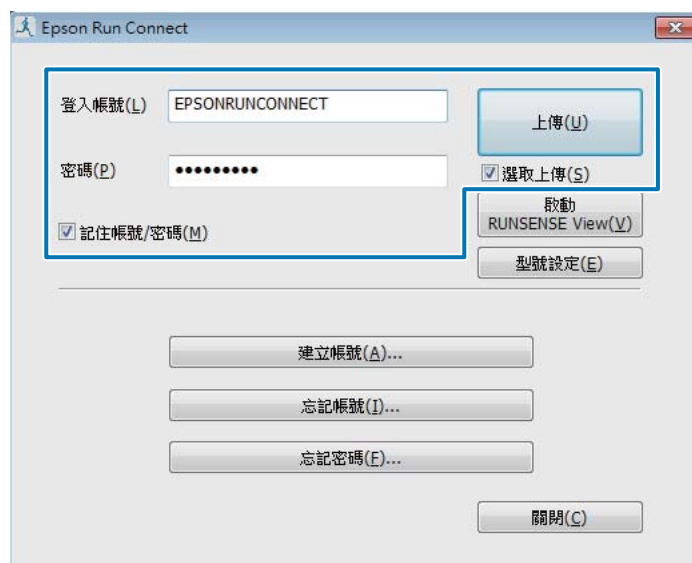 Epson Run Connect
登入帳號(L)
EPSONRUNCONNECT
上傳(U)
密碼(P)
•••••••••
選取上傳(S)
記住帳號/密碼(M)
啟動
RUNSENSE View(V)
型號設定(E)
建立帳號(A)...
忘記帳號(I)...
忘記密碼(F)...
關閉(C)